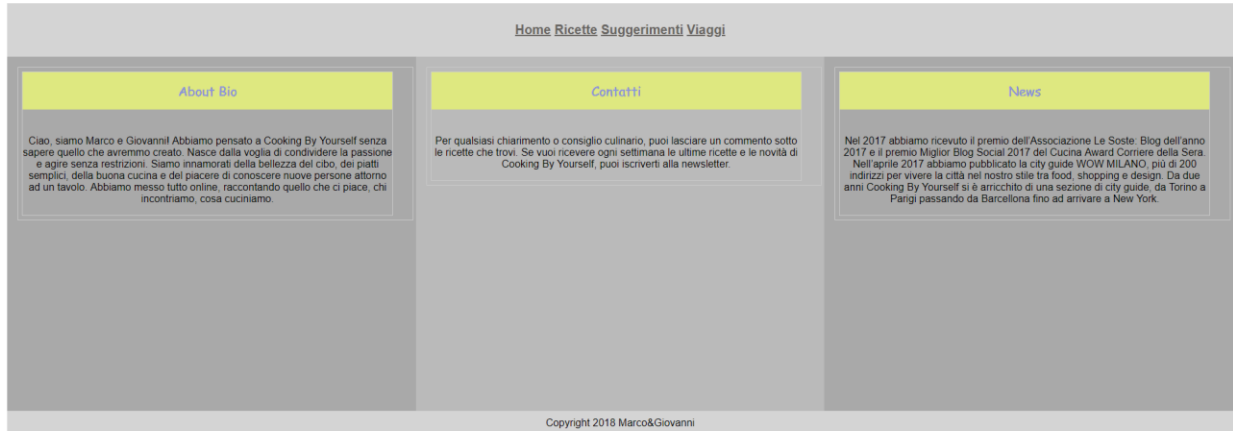 Home Ricette Suggerimenti Viaggi
About Bio
Ciao, siamo Marco e Giovanni! Abbiamo pensato a Cooking By Yourself senza
sapere quello che avremmo creato. Nasce dalla voglia di condividere la passione
e agire senza restrizioni. Siamo innamorati della bellezza del cibo, dei piatti
semplici, della buona cucina e del piacere di conoscere nuove persone attorno
ad un tavolo. Abbiamo messo tutto online, raccontando quello che ci piace, chi
incontriamo, cosa cuciniamo.
Contatti
Per qualsiasi chiarimento o consiglio culinario, puoi lasciare un commento sotto
le ricette che trovi. Se vuoi ricevere ogni settimana le ultime ricette e le novità di
Cooking By Yourself, puoi iscriverti alla newsletter.
News
Nel 2017 abbiamo ricevuto il premio dell'Associazione Le Soste: Blog dell'anno
2017 e il premio Miglior Blog Social 2017 del Cucina Award Corriere della Sera.
Nell'aprile 2017 abbiamo pubblicato la city guide WOW MILANO, più di 200
indirizzi per vivere la città nel nostro stile tra food, shopping e design. Da due
anni Cooking By Yourself si è arricchito di una sezione di city guide, da Torino a
Parigi passando da Barcellona fino ad arrivare a New York.
Copyright 2018 Marco&Giovanni